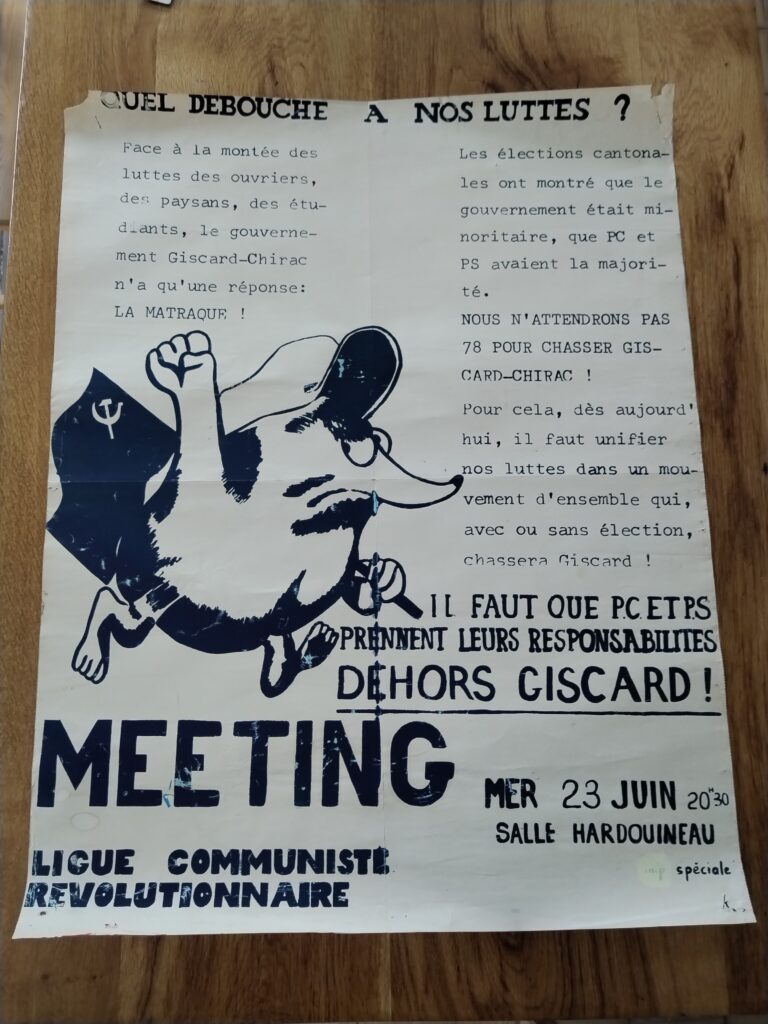 QUEL DEBOUCHE A NOS LUTTES ?
Face à la montée des
luttes des ouvriers,
des paysans, des étu-
diants, le gouverne-
ment Giscard-Chirac
n'a qu'une réponse:
LA MATRAQUE !
Les élections cantona-
les ont montré que le
gouvernement était mi-
noritaire, que PC et
PS avaient la majori-
té.
NOUS N'ATTENDRONS PAS
78 POUR CHASSER GIS-
CARD-CHIRAC !
Pour cela, dès aujourd'
hui, il faut unifier
nos luttes dans un mou-
vement d'ensemble qui,
avec ou sans élection,
chassera Giscard !
IL FAUT QUE P.C. ET P.S
PRENNENT LEURS RESPONSABILITES
DEHORS GISCARD !
MEETING
MER 23 JUIN 20H30
SALLE HARDOUINEAU
LIGUE COMMUNISTE
REVOLUTIONNAIRE
imp spéciale